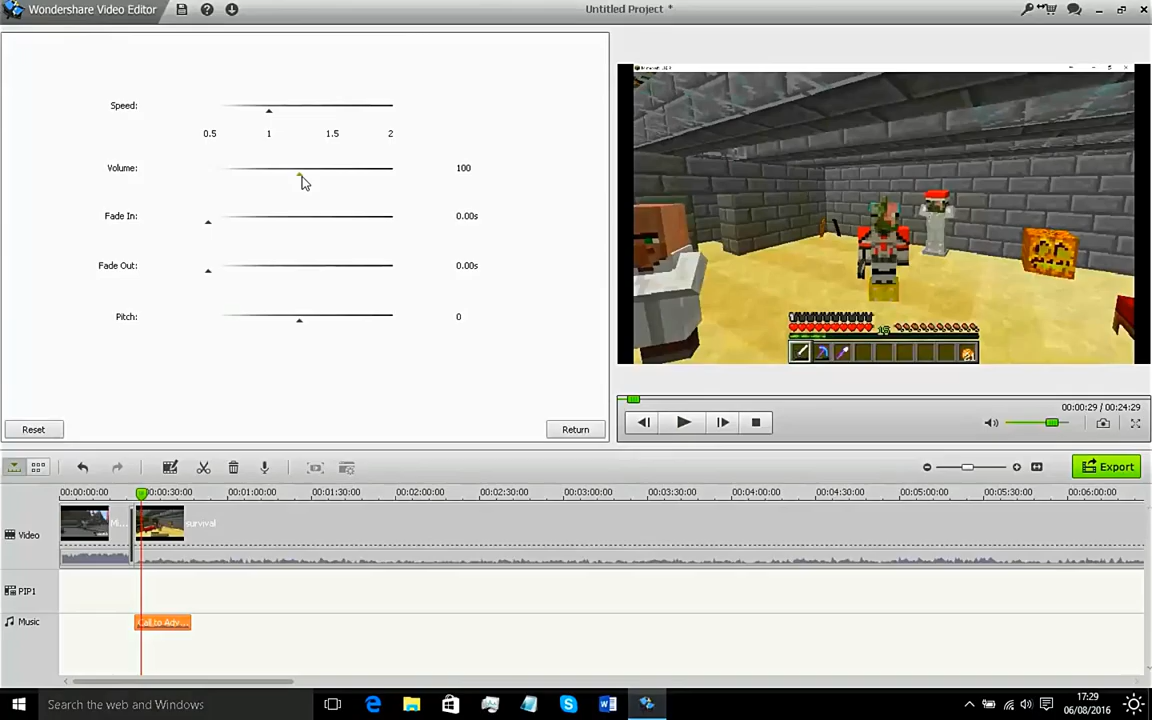 Wondershare Video Editor
Untitled Project *
Speed:
0.5 1 1.5 2
Volume: 100
Fade In: 0.00s
Fade Out: 0.00s
Pitch: 0
Reset
Return
00:00:29 / 00:24:29
15
Export
00:00:00:00 00:00:30:00 00:01:00:00 00:01:30:00 00:02:00:00 00:02:30:00 00:03:00:00 00:03:30:00 00:04:00:00 00:04:30:00 00:05:00:00 00:05:30:00 00:06:00:00
Video
Mi... survival
PIP1
Music
Call to Adv...
Search the web and Windows
17:29
06/08/2016